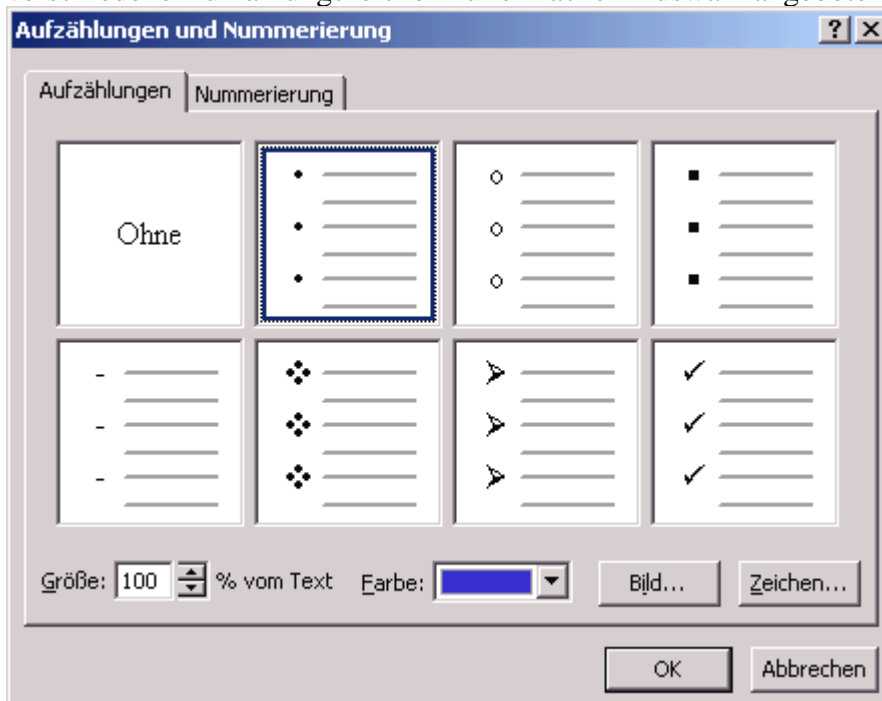 Aufzählungen und Nummerierung
Aufzählungen Nummerierung
Ohne
Größe: 100 % vom Text Farbe: Bild... Zeichen...
OK Abbrechen